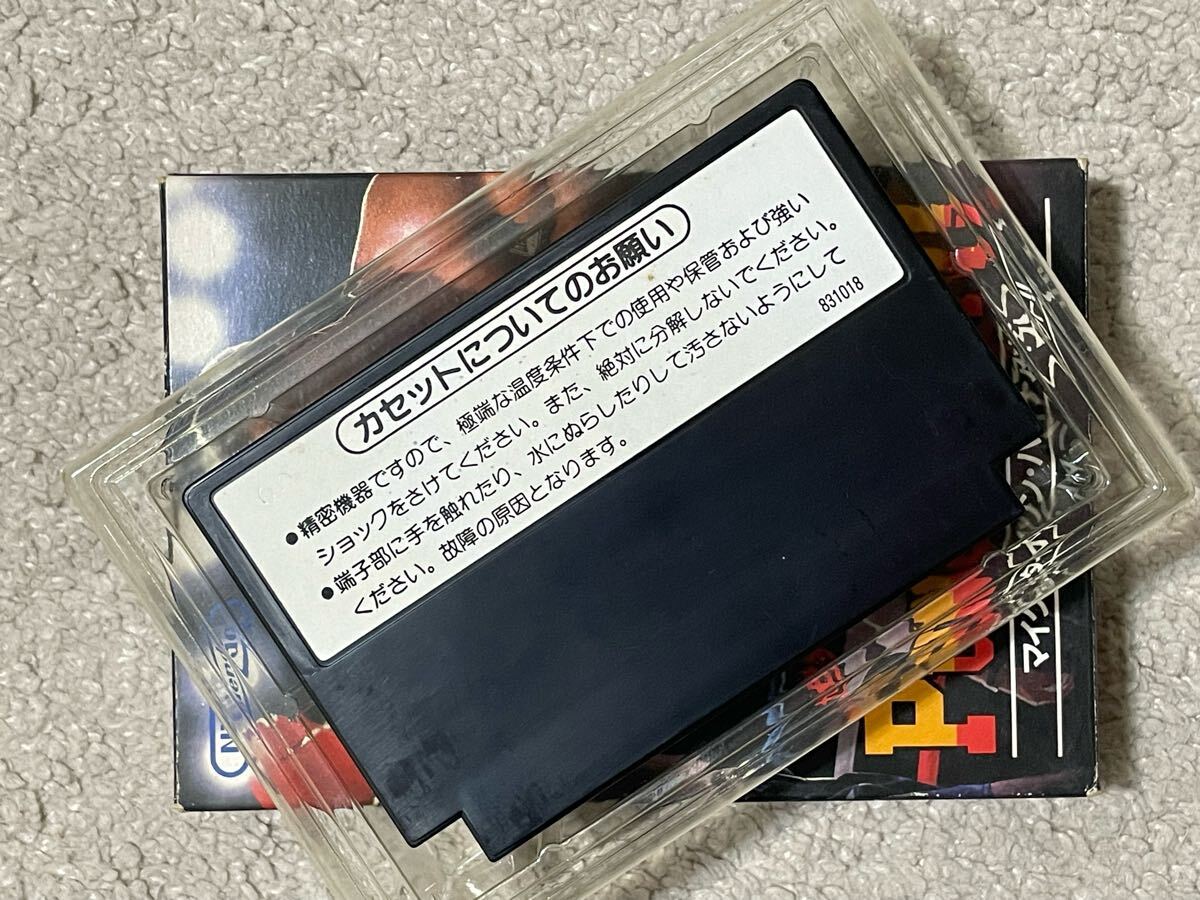 カセットについてのお願い
●精密機器ですので、極端な温度条件下での使用や保管および強い
ショックをさけてください。また、絶対に分解しないでください。
●端子部に手を触れたり、水にぬらしたりして汚さないようにして
ください。故障の原因となります。
831018
Nintendo